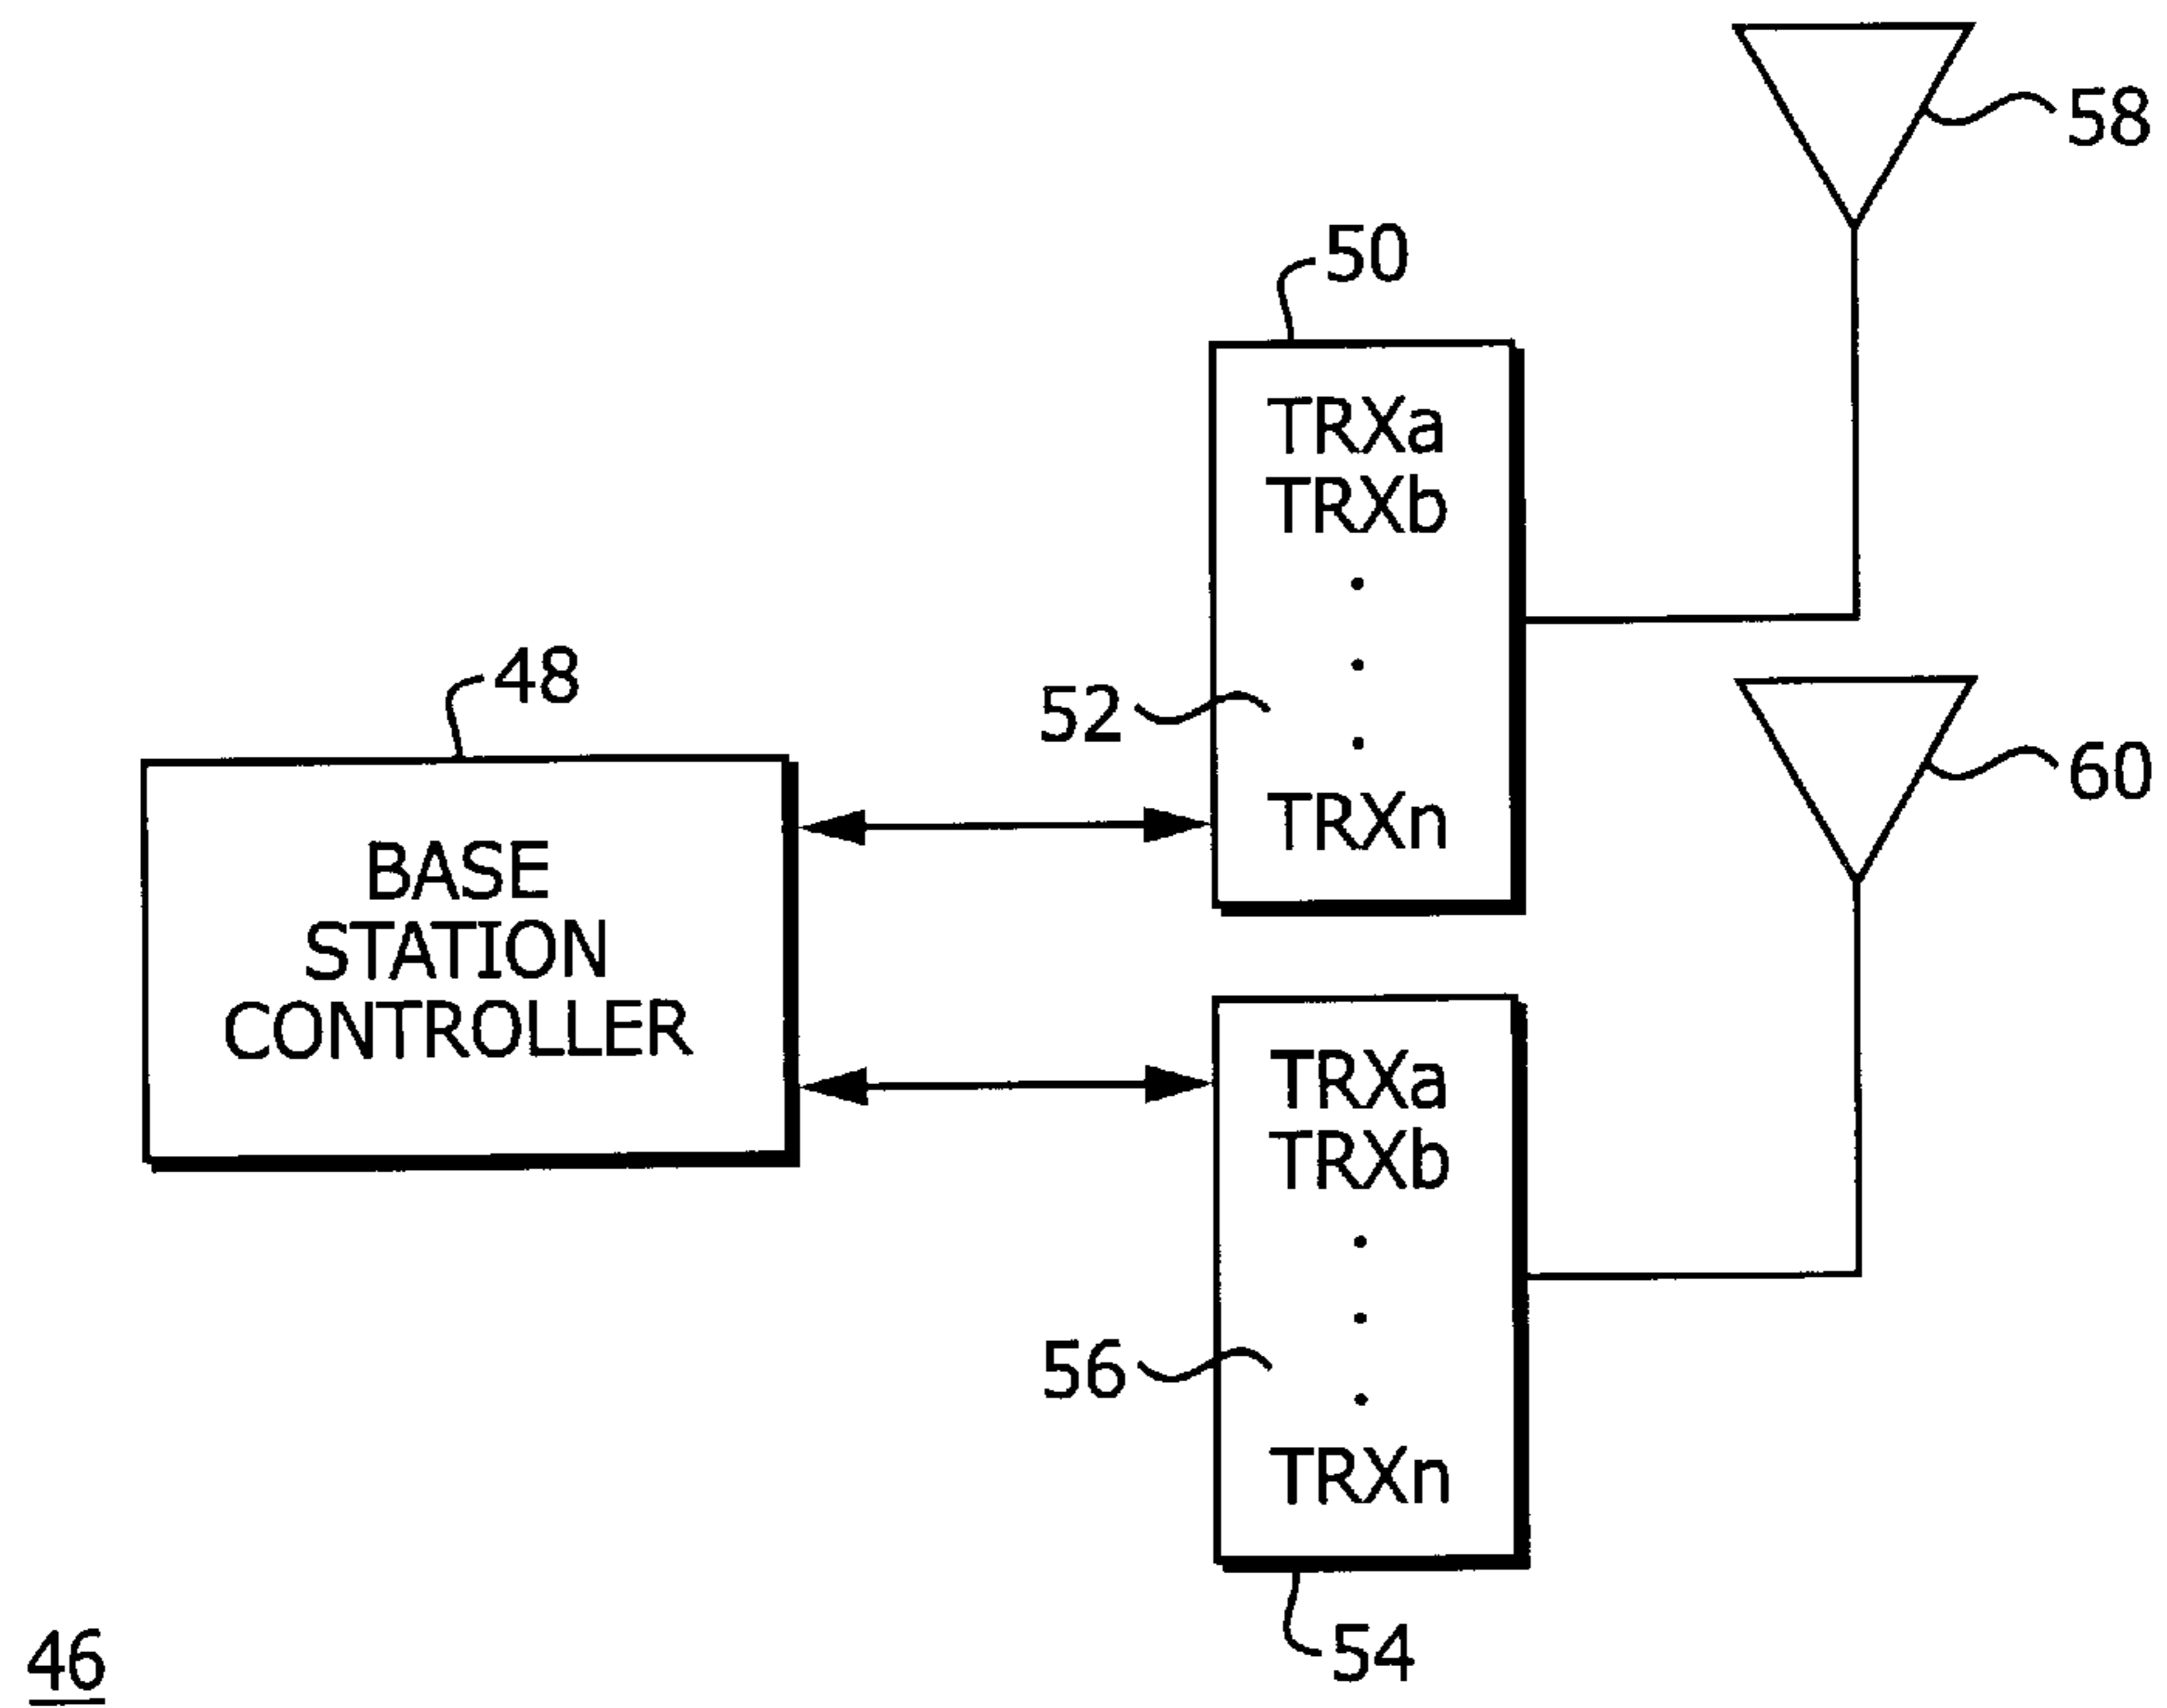 58
50
TRXa
TRXb
52
TRXn
48
60
BASE
STATION
CONTROLLER
TRXa
TRXb
56
TRXn
54
46